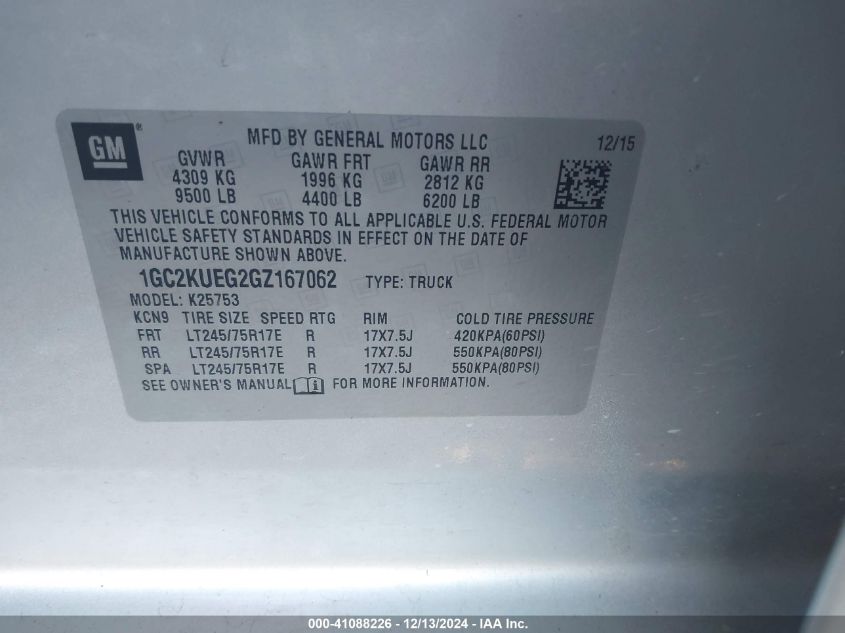 GM®
MFD BY GENERAL MOTORS LLC 12/15
GVWR GAWR FRT GAWR RR
4309 KG 1996 KG 2812 KG
9500 LB 4400 LB 6200 LB
THIS VEHICLE CONFORMS TO ALL APPLICABLE U.S. FEDERAL MOTOR
VEHICLE SAFETY STANDARDS IN EFFECT ON THE DATE OF
MANUFACTURE SHOWN ABOVE.
1GC2KUEG2GZ167062 TYPE: TRUCK
MODEL: K25753
KCN9 TIRE SIZE SPEED RTG RIM COLD TIRE PRESSURE
FRT LT245/75R17E R 17X7.5J 420KPA(60PSI)
RR LT245/75R17E R 17X7.5J 550KPA(80PSI)
SPA LT245/75R17E R 17X7.5J 550KPA(80PSI)
SEE OWNER'S MANUAL i FOR MORE INFORMATION.
000-41088226 - 12/13/2024 - IAA Inc.